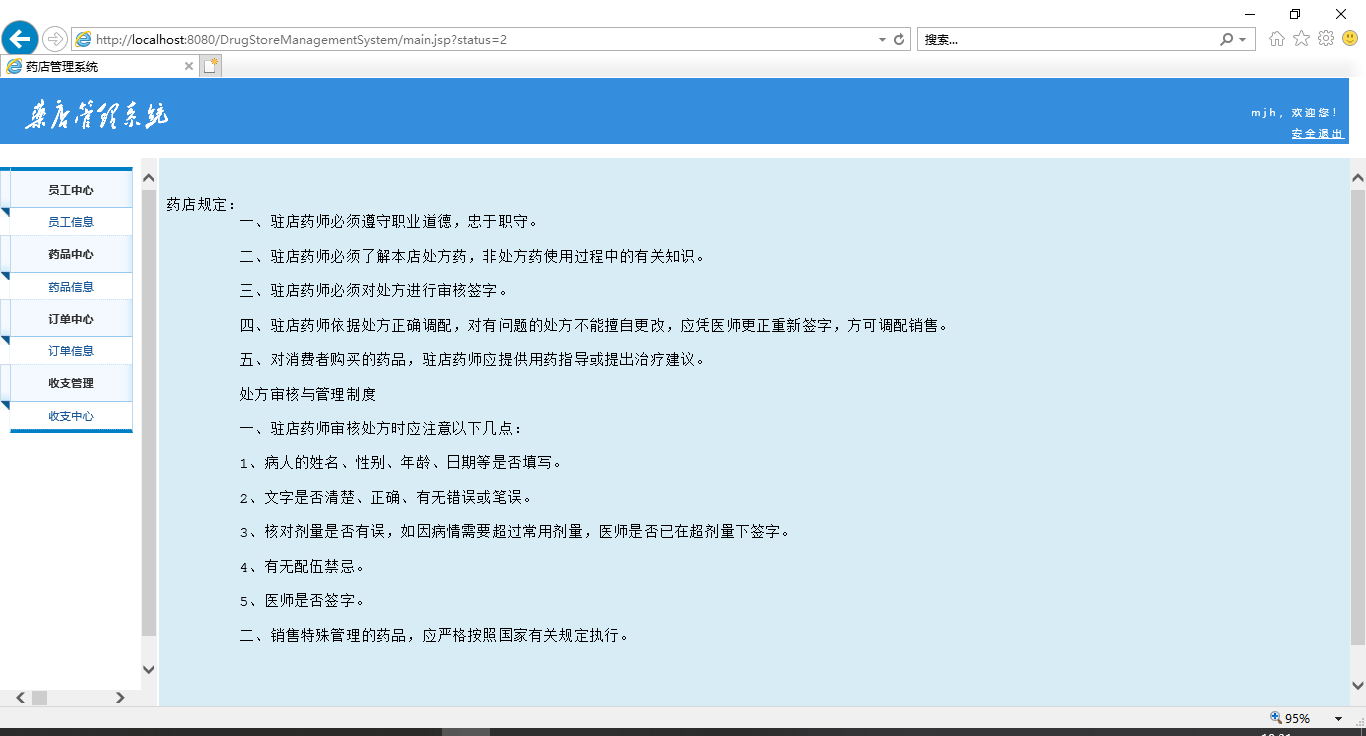 http://localhost:8080/DrugStoreManagementSystem/main.jsp?status=2
搜索...
药店管理系统
药店管理系统
mjh, 欢迎您!
安全退出
员工中心
员工信息
药品中心
药品信息
订单中心
订单信息
收支管理
收支中心
药店规定:
一、驻店药师必须遵守职业道德，忠于职守。
二、驻店药师必须了解本店处方药，非处方药使用过程中的有关知识。
三、驻店药师必须对处方进行审核签字。
四、驻店药师依据处方正确调配，对有问题的处方不能擅自更改，应凭医师更正重新签字，方可调配销售。
五、对消费者购买的药品，驻店药师应提供用药指导或提出治疗建议。
处方审核与管理制度
一、驻店药师审核处方时应注意以下几点:
1、病人的姓名、性别、年龄、日期等是否填写。
2、文字是否清楚、正确、有无错误或笔误。
3、核对剂量是否有误，如因病情需要超过常用剂量，医师是否已在超剂量下签字。
4、有无配伍禁忌。
5、医师是否签字。
二、销售特殊管理的药品，应严格按照国家有关规定执行。
95%